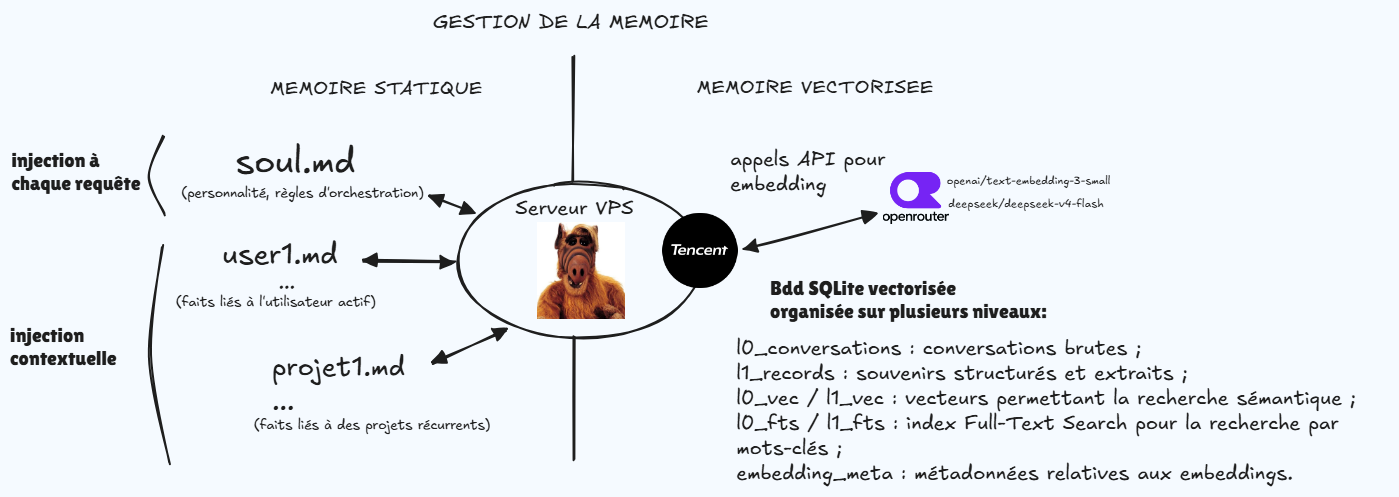 GESTION DE LA MEMOIRE
MEMOIRE STATIQUE
MEMOIRE VECTORISEE
injection à
chaque requête
soul.md
(personnalité, règles d'orchestration)
user1.md
...
(faits liés à l'utilisateur actif)
injection
contextuelle
projet1.md
...
(faits liés à des projets récurrents)
Serveur VPS
Tencent
appels API pour
embedding
openrouter
openai/text-embedding-3-small
deepseek/deepseek-v4-flash
Bdd SQLite vectorisée
organisée sur plusieurs niveaux:
l0_conversations : conversations brutes ;
l1_records : souvenirs structurés et extraits ;
l0_vec / l1_vec : vecteurs permettant la recherche sémantique ;
l0_fts / l1_fts : index Full-Text Search pour la recherche par
mots-clés ;
embedding_meta : métadonnées relatives aux embeddings.